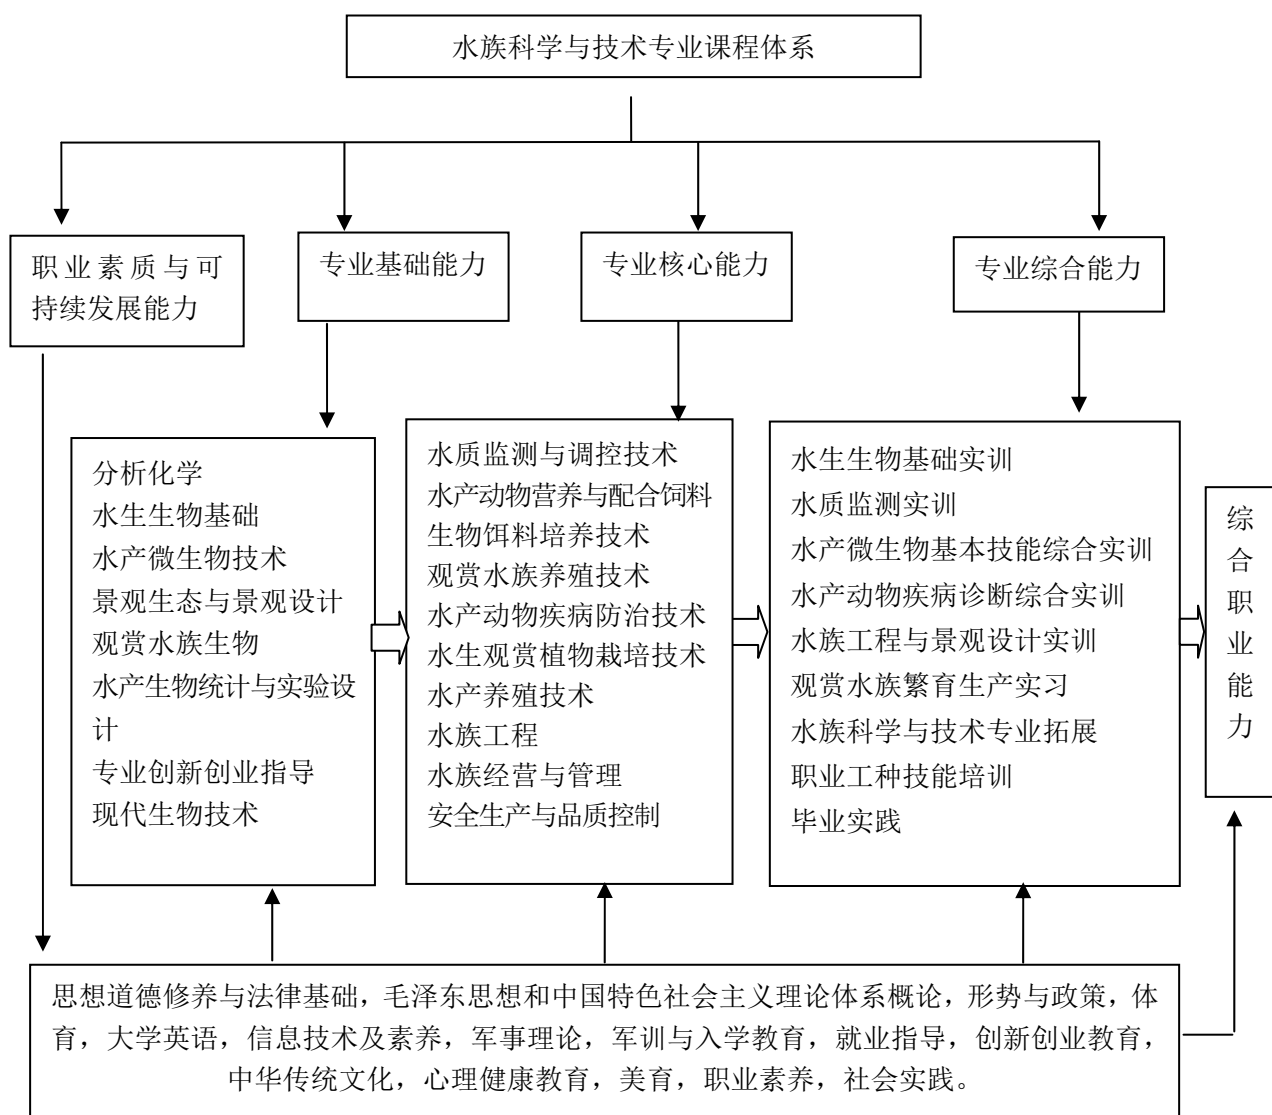 水族科学与技术专业课程体系
职业素质与可
持续发展能力
专业基础能力
专业核心能力
专业综合能力
分析化学
水生生物基础
水产微生物技术
景观生态与景观设计
观赏水族生物
水产生物统计与实验设
计
专业创新创业指导
现代生物技术
水质监测与调控技术
水产动物营养与配合饲料
生物饵料培养技术
观赏水族养殖技术
水产动物疾病防治技术
水生观赏植物栽培技术
水产养殖技术
水族工程
水族经营与管理
安全生产与品质控制
水生生物基础实训
水质监测实训
水产微生物基本技能综合实训
水产动物疾病诊断综合实训
水族工程与景观设计实训
观赏水族繁育生产实习
水族科学与技术专业拓展
职业工种技能培训
毕业实践
综
合
职
业
能
力
思想道德修养与法律基础，毛泽东思想和中国特色社会主义理论体系概论，形势与政策，体
育，大学英语，信息技术及素养，军事理论，军训与入学教育，就业指导，创新创业教育，
中华传统文化，心理健康教育，美育，职业素养，社会实践。